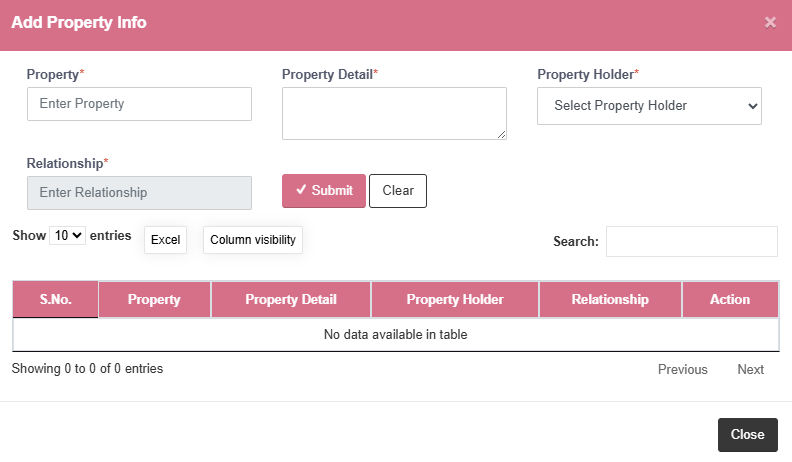 Add Property Info ×
Property* Property Detail* Property Holder*
Enter Property Select Property Holder
Relationship*
Enter Relationship Submit Clear
Show 10 entries Excel Column visibility Search:
S.No. Property Property Detail Property Holder Relationship Action
No data available in table
Showing 0 to 0 of 0 entries Previous Next
Close